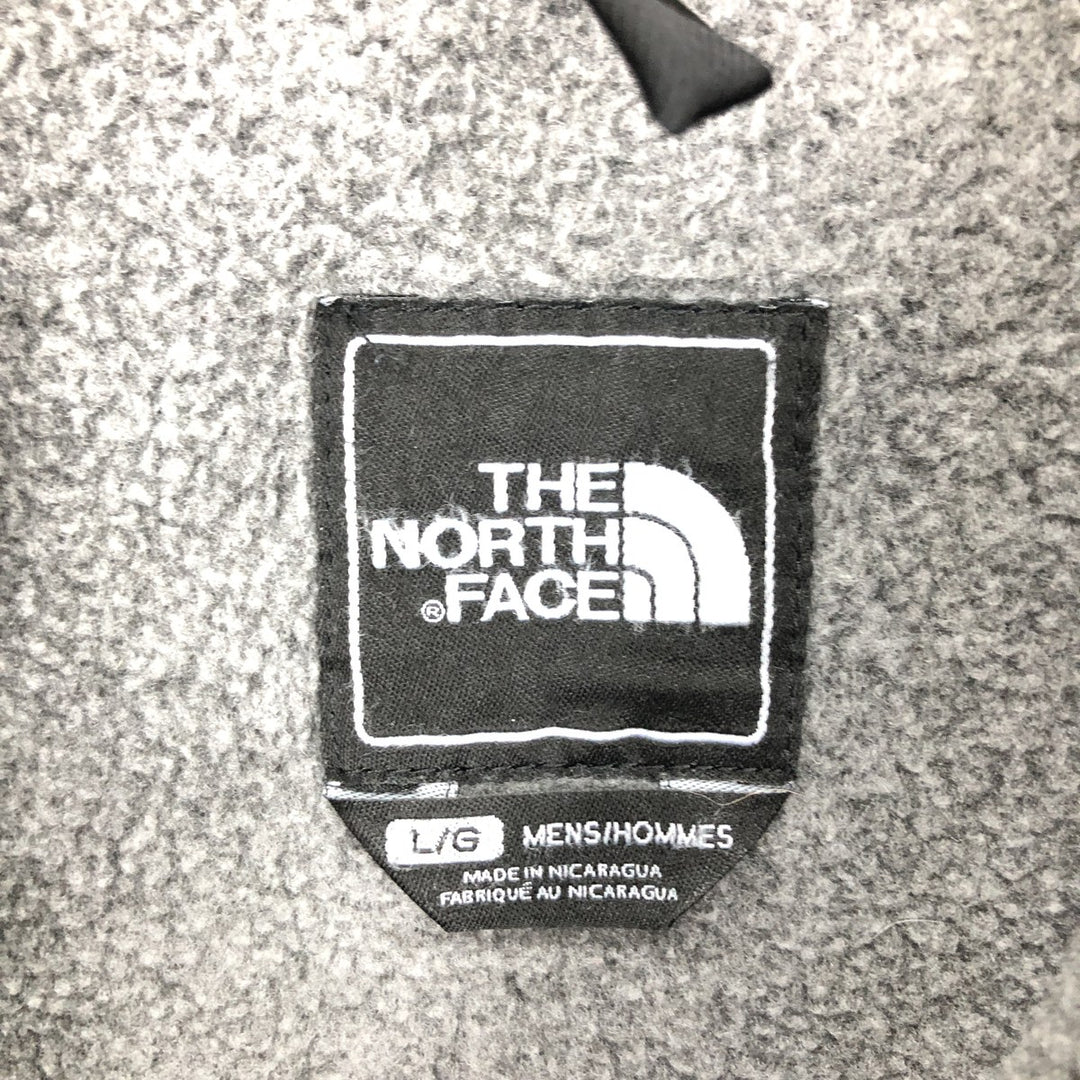 THE
NORTH
®FACE
L/G MENS/HOMMES
MADE IN NICARAGUA
FABRIQUÉ AU NICARAGUA